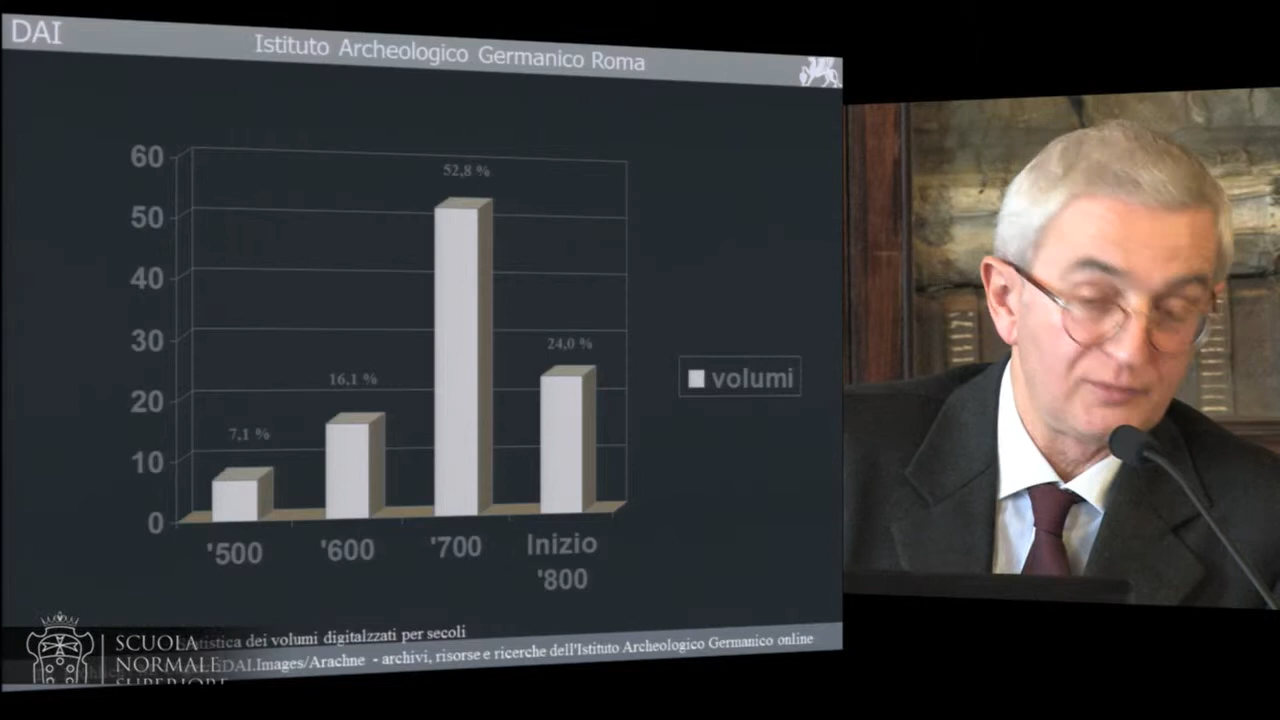 DAI
Istituto Archeologico Germanico Roma
60
50
40
30
20
10
0
7,1 %
16,1 %
52,8 %
24,0 %
'500
'600
'700
Inizio
'800
volumi
dei volumi digitalzzati per secoli
DAI.Images/Arachne - archivi, risorse e ricerche dell'Istituto Archeologico Germanico online
SCUOLA
NORMALE
SUPERIORE